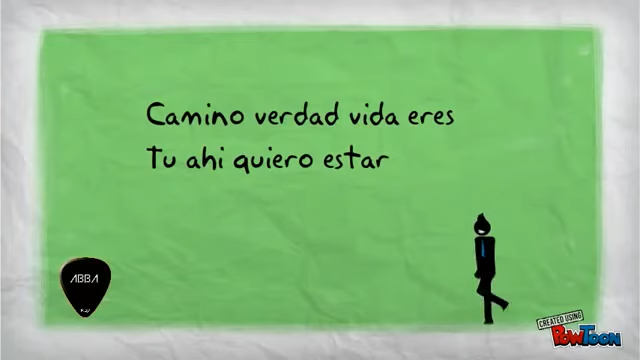 Camino verdad vida eres
Tu ahi quiero estar
ABBA
CREATED USING
POWTOON